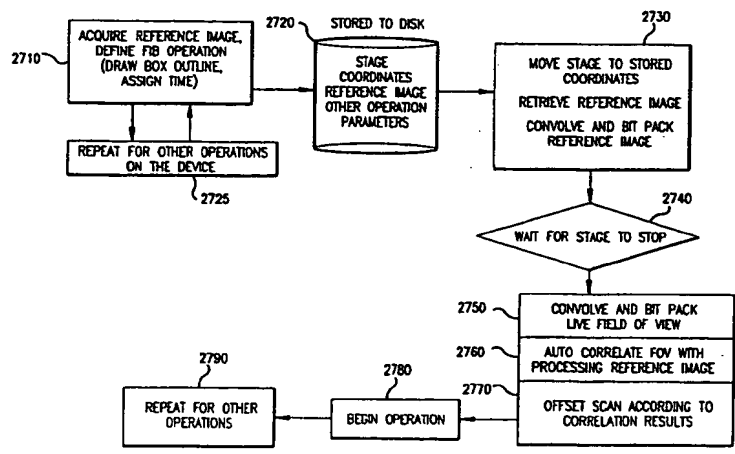 2710
ACQUIRE REFERENCE IMAGE,
DEFINE FIB OPERATION
(DRAW BOX OUTLINE,
ASSIGN TIME)
REPEAT FOR OTHER OPERATIONS
ON THE DEVICE
2725
2720
STORED TO DISK
STAGE
COORDINATES
REFERENCE IMAGE
OTHER OPERATION
PARAMETERS
2730
MOVE STAGE TO STORED
COORDINATES
RETRIEVE REFERENCE IMAGE
CONVOLVE AND BIT PACK
REFERENCE IMAGE
2740
WAIT FOR STAGE TO STOP
2750
CONVOLVE AND BIT PACK
LIVE FIELD OF VIEW
2760
AUTO CORRELATE FOV WITH
PROCESSING REFERENCE IMAGE
2770
OFFSET SCAN ACCORDING TO
CORRELATION RESULTS
2780
BEGIN OPERATION
2790
REPEAT FOR OTHER
OPERATIONS